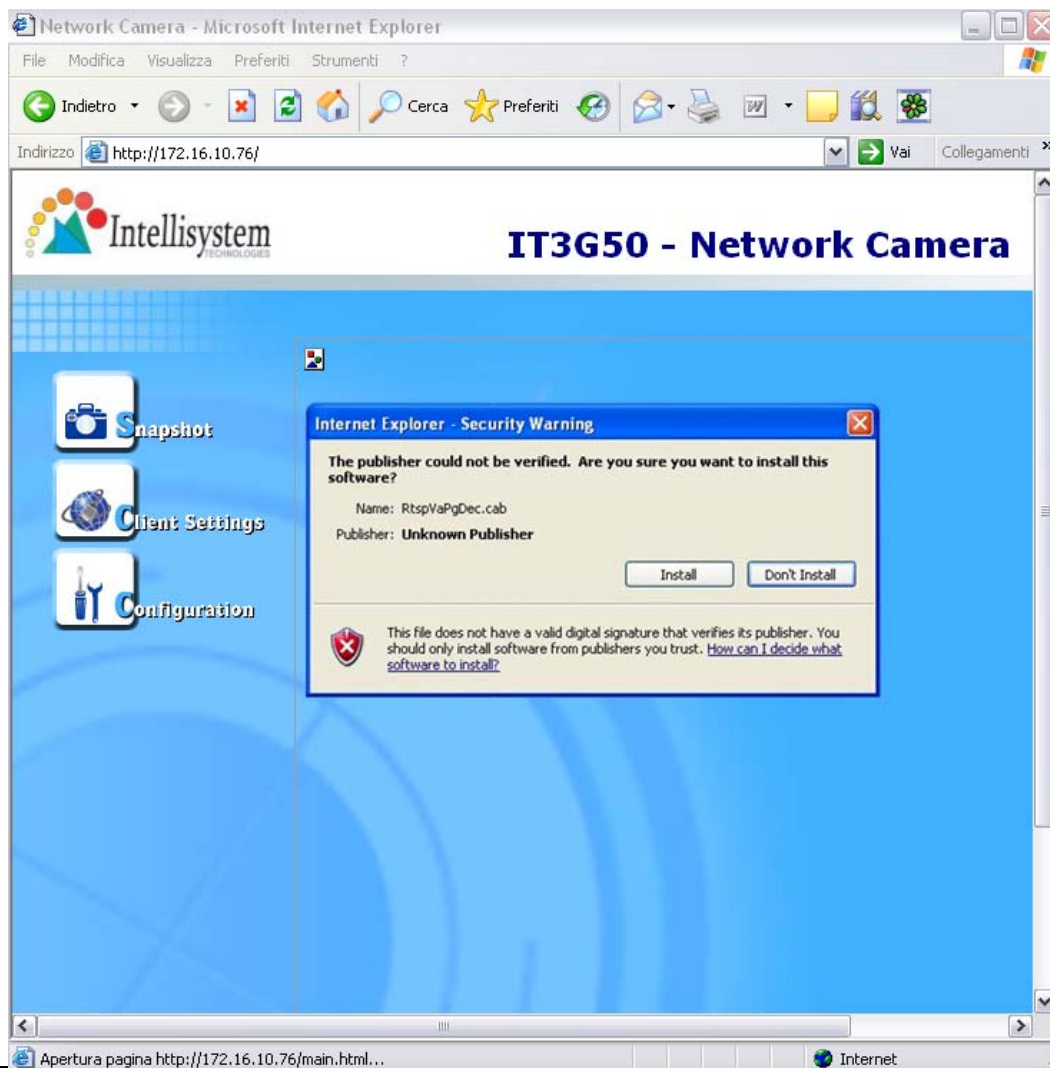 Network Camera - Microsoft Internet Explorer
File Modifica Visualizza Preferiti Strumenti ?
Indietro Cerca Preferiti
Indirizzo http://172.16.10.76/ Vai Collegamenti »
Intellisystem
TECHNOLOGIES
IT3G50 - Network Camera
Snapshot
Client Settings
Configuration
Internet Explorer - Security Warning
The publisher could not be verified. Are you sure you want to install this
software?
Name: RtspVaPgDec.cab
Publisher: Unknown Publisher
Install Don't Install
This file does not have a valid digital signature that verifies its publisher. You
should only install software from publishers you trust. How can I decide what
software to install?
Apertura pagina http://172.16.10.76/main.html... Internet